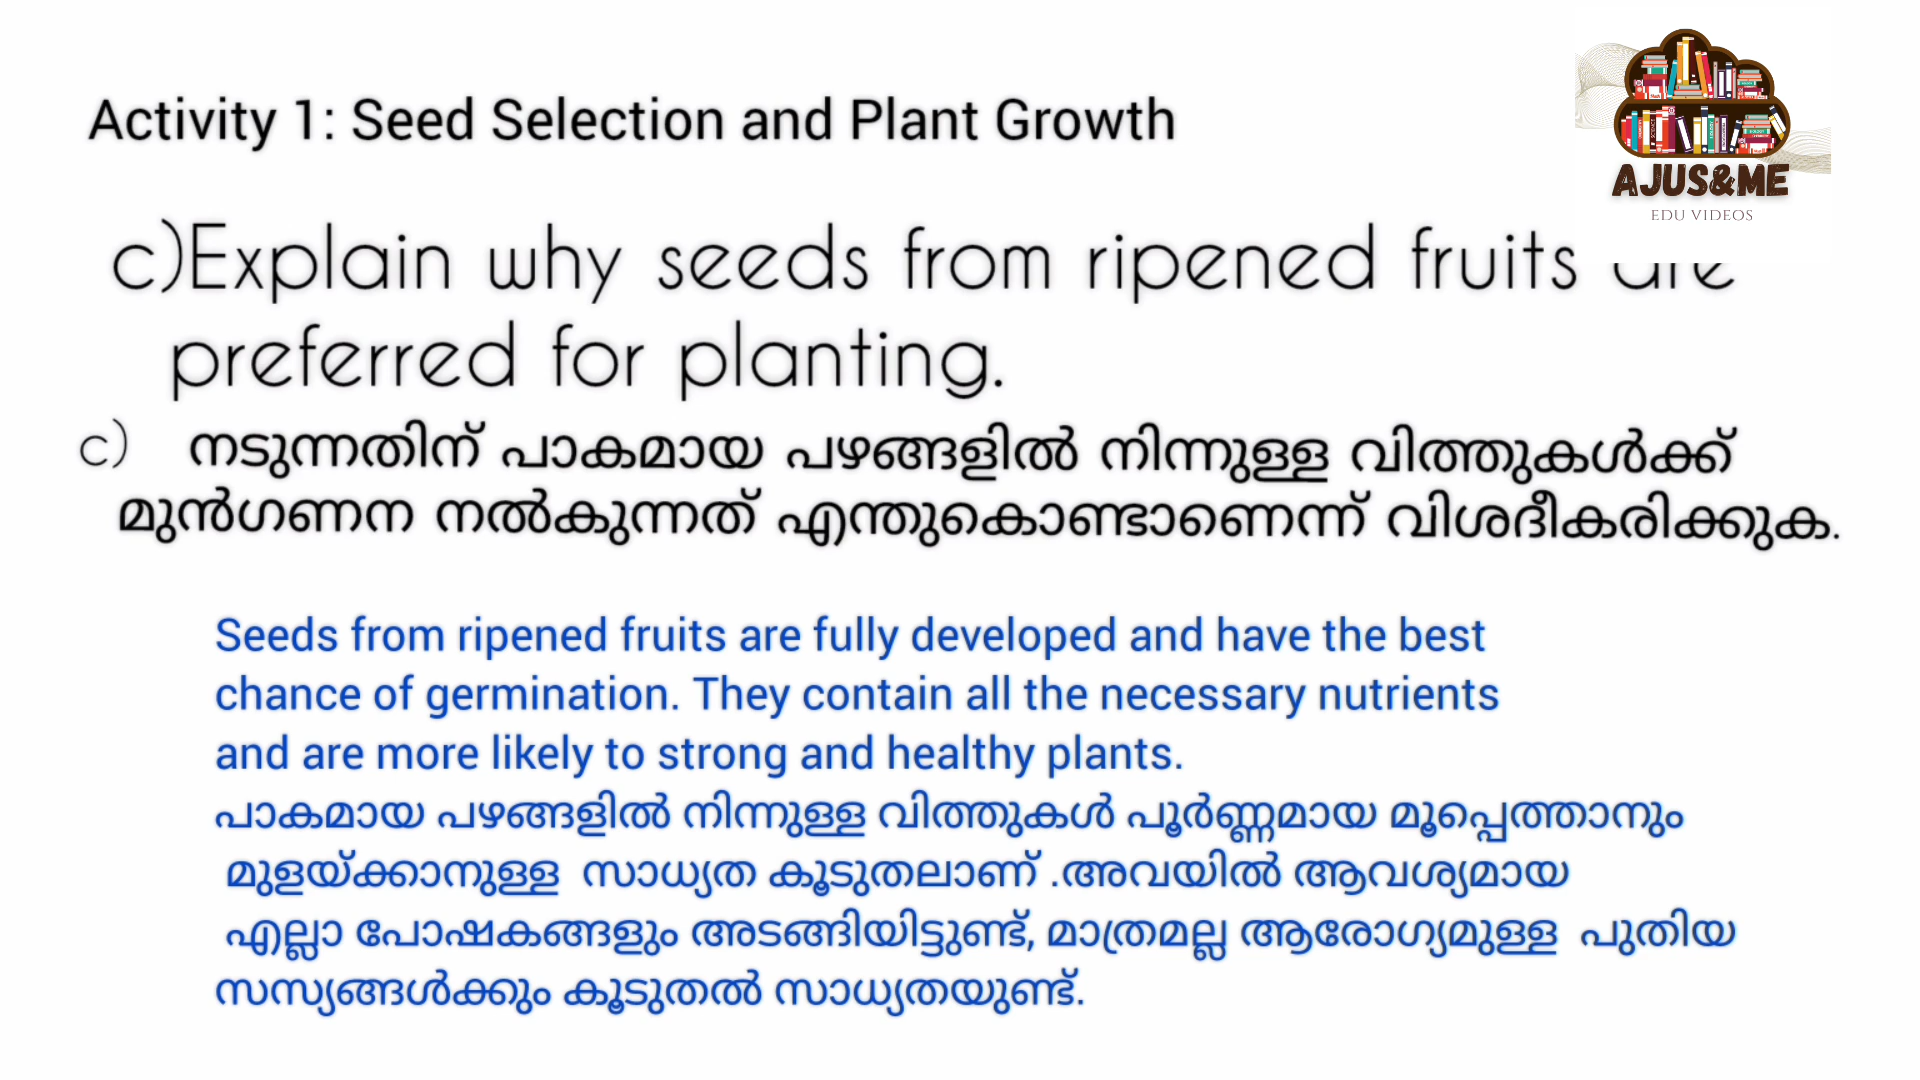 Activity 1: Seed Selection and Plant Growth
AJUS&ME
EDU VIDEOS
c)Explain why seeds from ripened fruits are
preferred for planting.
c) നടുന്നതിന് പാകമായ പഴങ്ങളിൽ നിന്നുള്ള വിത്തുകൾക്ക്
മുൻഗണന നൽകുന്നത് എന്തുകൊണ്ടാണെന്ന് വിശദീകരിക്കുക.
Seeds from ripened fruits are fully developed and have the best
chance of germination. They contain all the necessary nutrients
and are more likely to strong and healthy plants.
പാകമായ പഴങ്ങളിൽ നിന്നുള്ള വിത്തുകൾ പൂർണ്ണമായ മൂപ്പെത്താനും
മുളയ്ക്കാനുള്ള സാധ്യത കൂടുതലാണ് .അവയിൽ ആവശ്യമായ
എല്ലാ പോഷകങ്ങളും അടങ്ങിയിട്ടുണ്ട്, മാത്രമല്ല ആരോഗ്യമുള്ള പുതിയ
സസ്യങ്ങൾക്കും കൂടുതൽ സാധ്യതയുണ്ട്.